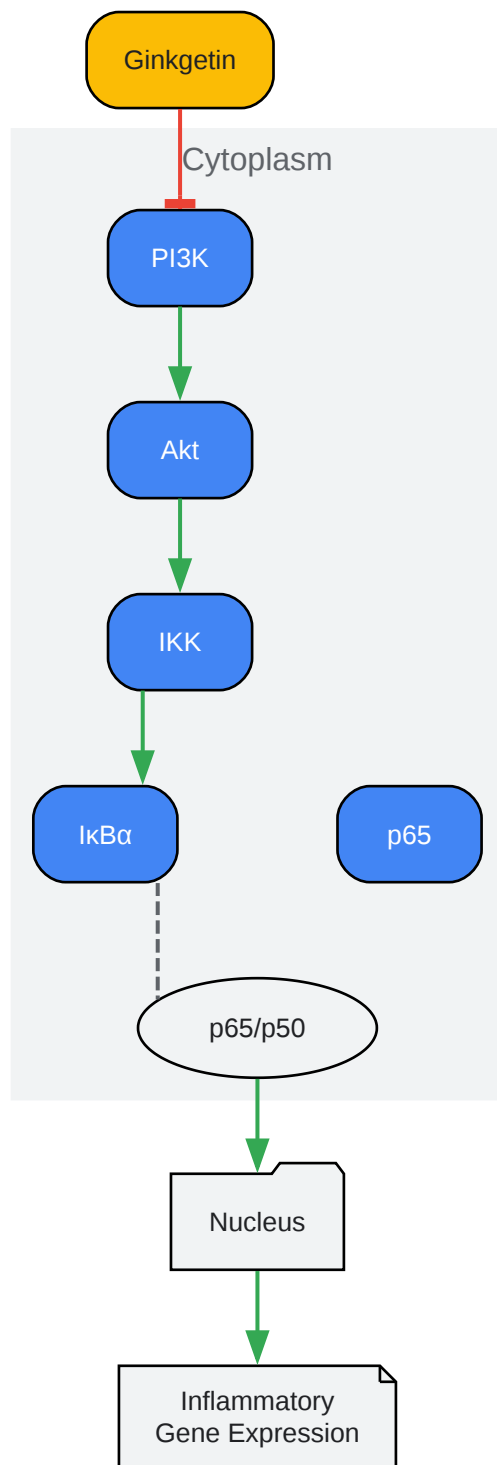 Ginkgetin
Cytoplasm
PI3K
Akt
IKK
IκBα
p65
p65/p50
Nucleus
Inflammatory
Gene Expression